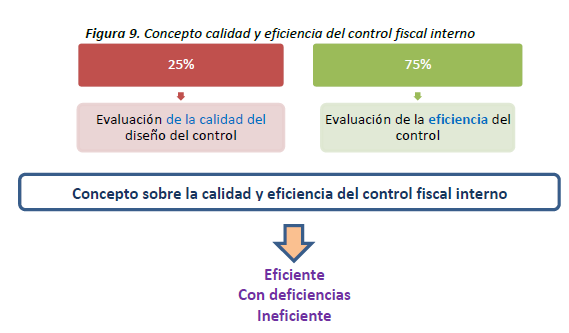 Figura 9. Concepto calidad y eficiencia del control fiscal interno
25%
75%
Evaluación de la calidad del
diseño del control
Evaluación de la eficiencia del
control
Concepto sobre la calidad y eficiencia del control fiscal interno
Eficiente
Con deficiencias
Ineficiente